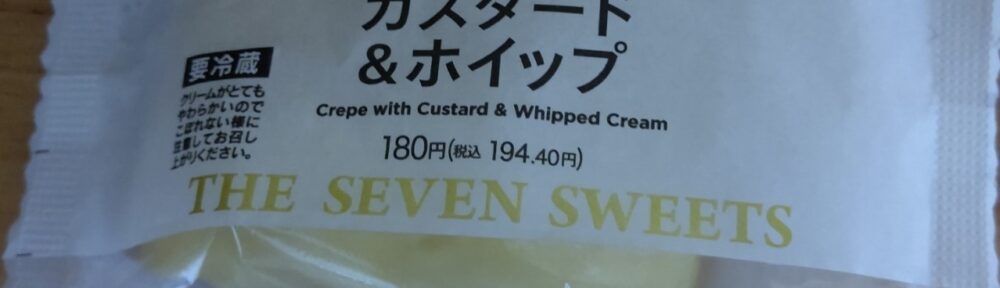 カスタード
&ホイップ
Crepe with Custard & Whipped Cream
180円(税込 194.40円)
要冷蔵
クリームがとても
やわらかいので
こぼれない様に
注意してお召し
上がりください。
THE SEVEN SWEETS